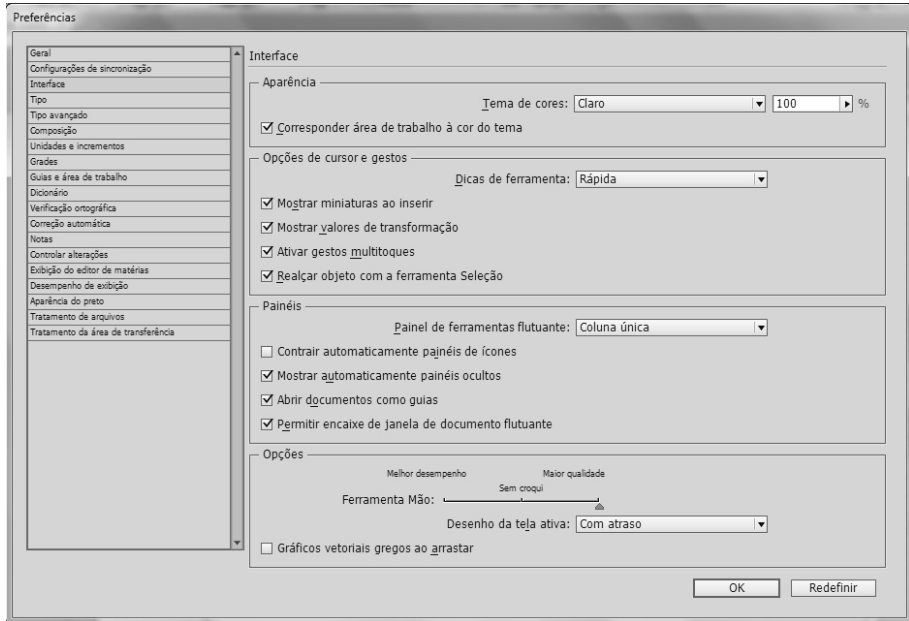 Preferências
Geral
Configurações de sincronização
Interface
Tipo
Tipo avançado
Composição
Unidades e incrementos
Grades
Guias e área de trabalho
Dicionário
Verificação ortográfica
Correção automática
Notas
Controlar alterações
Exibição do editor de matérias
Desempenho de exibição
Aparência do preto
Tratamento de arquivos
Tratamento da área de transferência
Interface
Aparência
Tema de cores: Claro 100 %
Corresponder área de trabalho à cor do tema
Opções de cursor e gestos
Dicas de ferramenta: Rápida
Mostrar miniaturas ao inserir
Mostrar valores de transformação
Ativar gestos multitoques
Realçar objeto com a ferramenta Seleção
Painéis
Painel de ferramentas flutuante: Coluna única
Contrair automaticamente painéis de ícones
Mostrar automaticamente painéis ocultos
Abrir documentos como guias
Permitir encaixe de janela de documento flutuante
Opções
Melhor desempenho Maior qualidade
Sem croqui
Ferramenta Mão:
Desenho da tela ativa: Com atraso
Gráficos vetoriais gregos ao arrastar
OK Redefinir